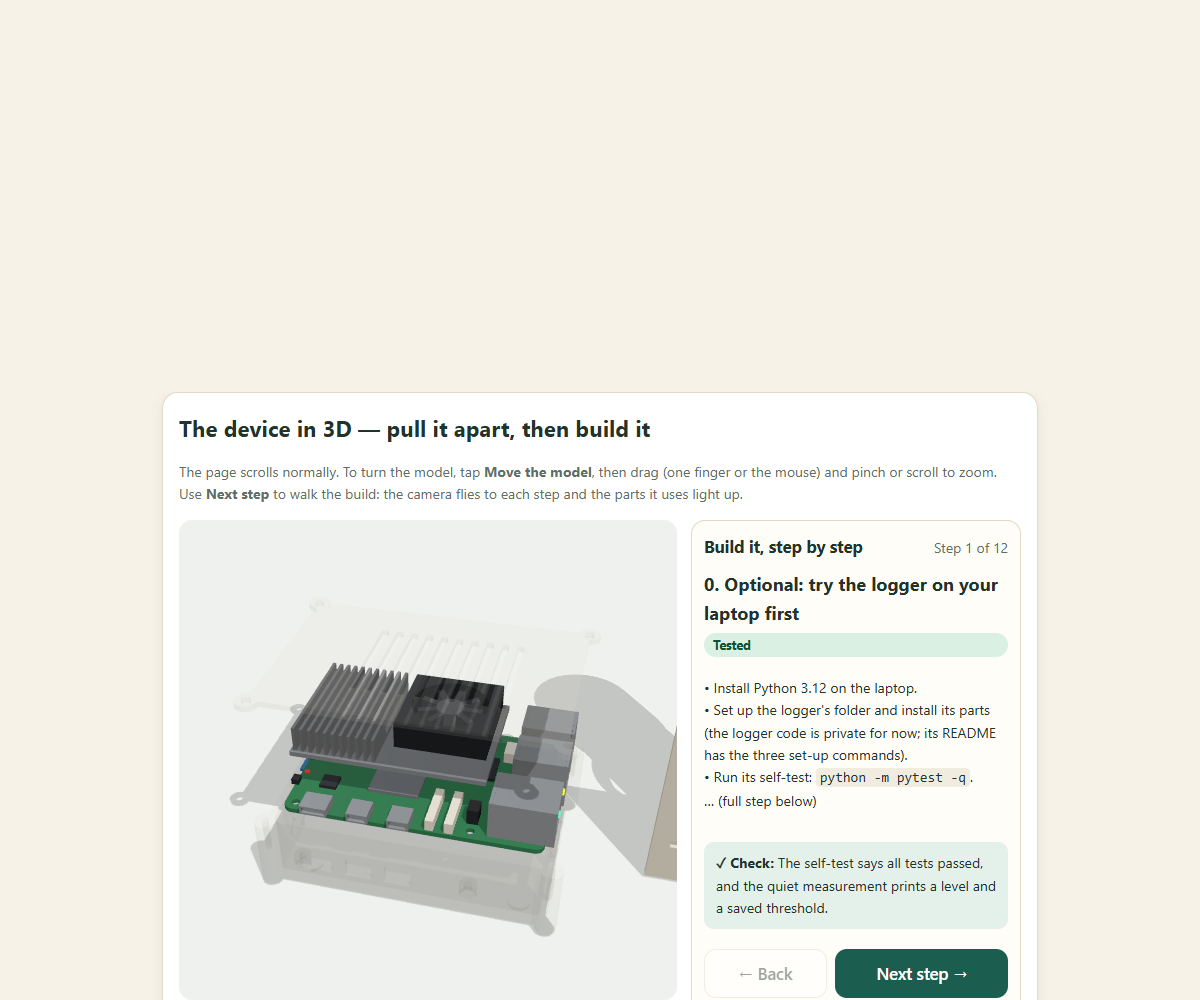 The device in 3D — pull it apart, then build it
The page scrolls normally. To turn the model, tap Move the model, then drag (one finger or the mouse) and pinch or scroll to zoom.
Use Next step to walk the build: the camera flies to each step and the parts it uses light up.
Build it, step by step
Step 1 of 12
0. Optional: try the logger on your
laptop first
Tested
• Install Python 3.12 on the laptop.
• Set up the logger's folder and install its parts
(the logger code is private for now; its README
has the three set-up commands).
• Run its self-test: python -m pytest -q.
… (full step below)
✓ Check: The self-test says all tests passed,
and the quiet measurement prints a level and
a saved threshold.
← Back
Next step →